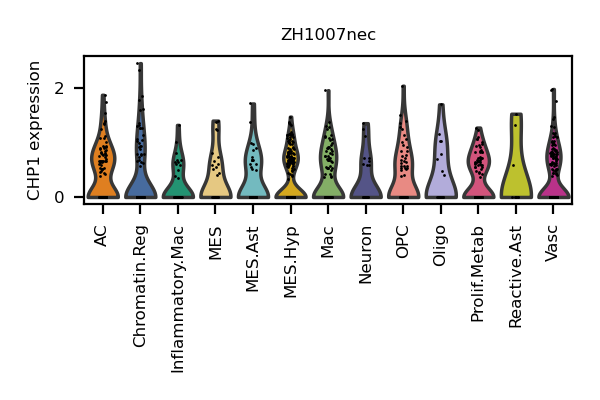 ZH1007nec
CHP1 expression
2
0
AC
Chromatin.Reg
Inflammatory.Mac
MES
MES.Ast
MES.Hyp
Mac
Neuron
OPC
Oligo
Prolif.Metab
Reactive.Ast
Vasc